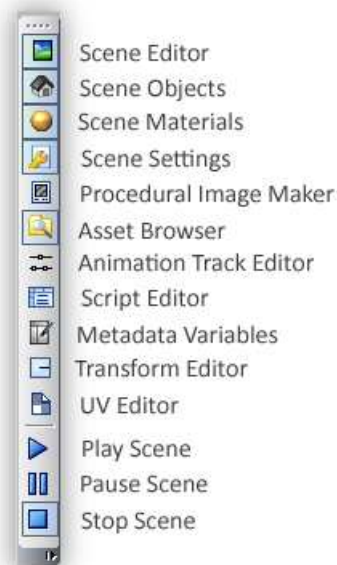 Scene Editor
Scene Objects
Scene Materials
Scene Settings
Procedural Image Maker
Asset Browser
Animation Track Editor
Script Editor
Metadata Variables
Transform Editor
UV Editor
Play Scene
Pause Scene
Stop Scene